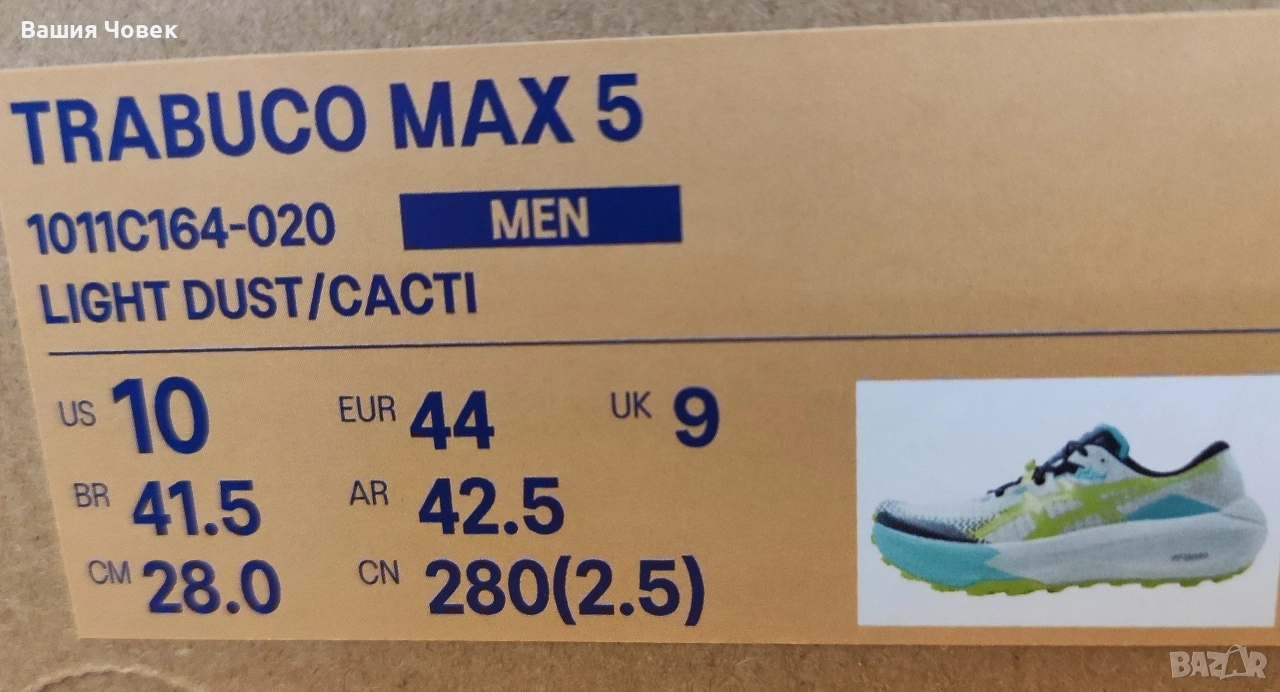 Вашия Човек
TRABUCO MAX 5
1011C164-020 MEN
LIGHT DUST/CACTI
US 10 EUR 44 UK 9
BR 41.5 AR 42.5
CM 28.0 CN 280(2.5)
BAZAR